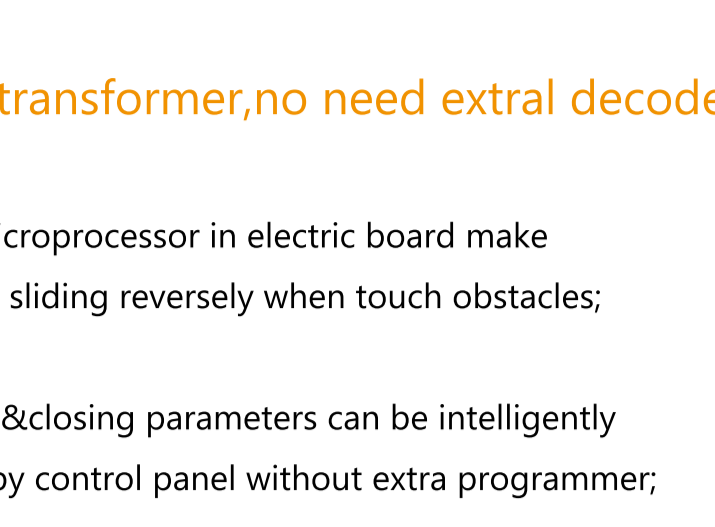 transformer,no need extral decode
croprocessor in electric board make
sliding reversely when touch obstacles;
&closing parameters can be intelligently
by control panel without extra programmer;